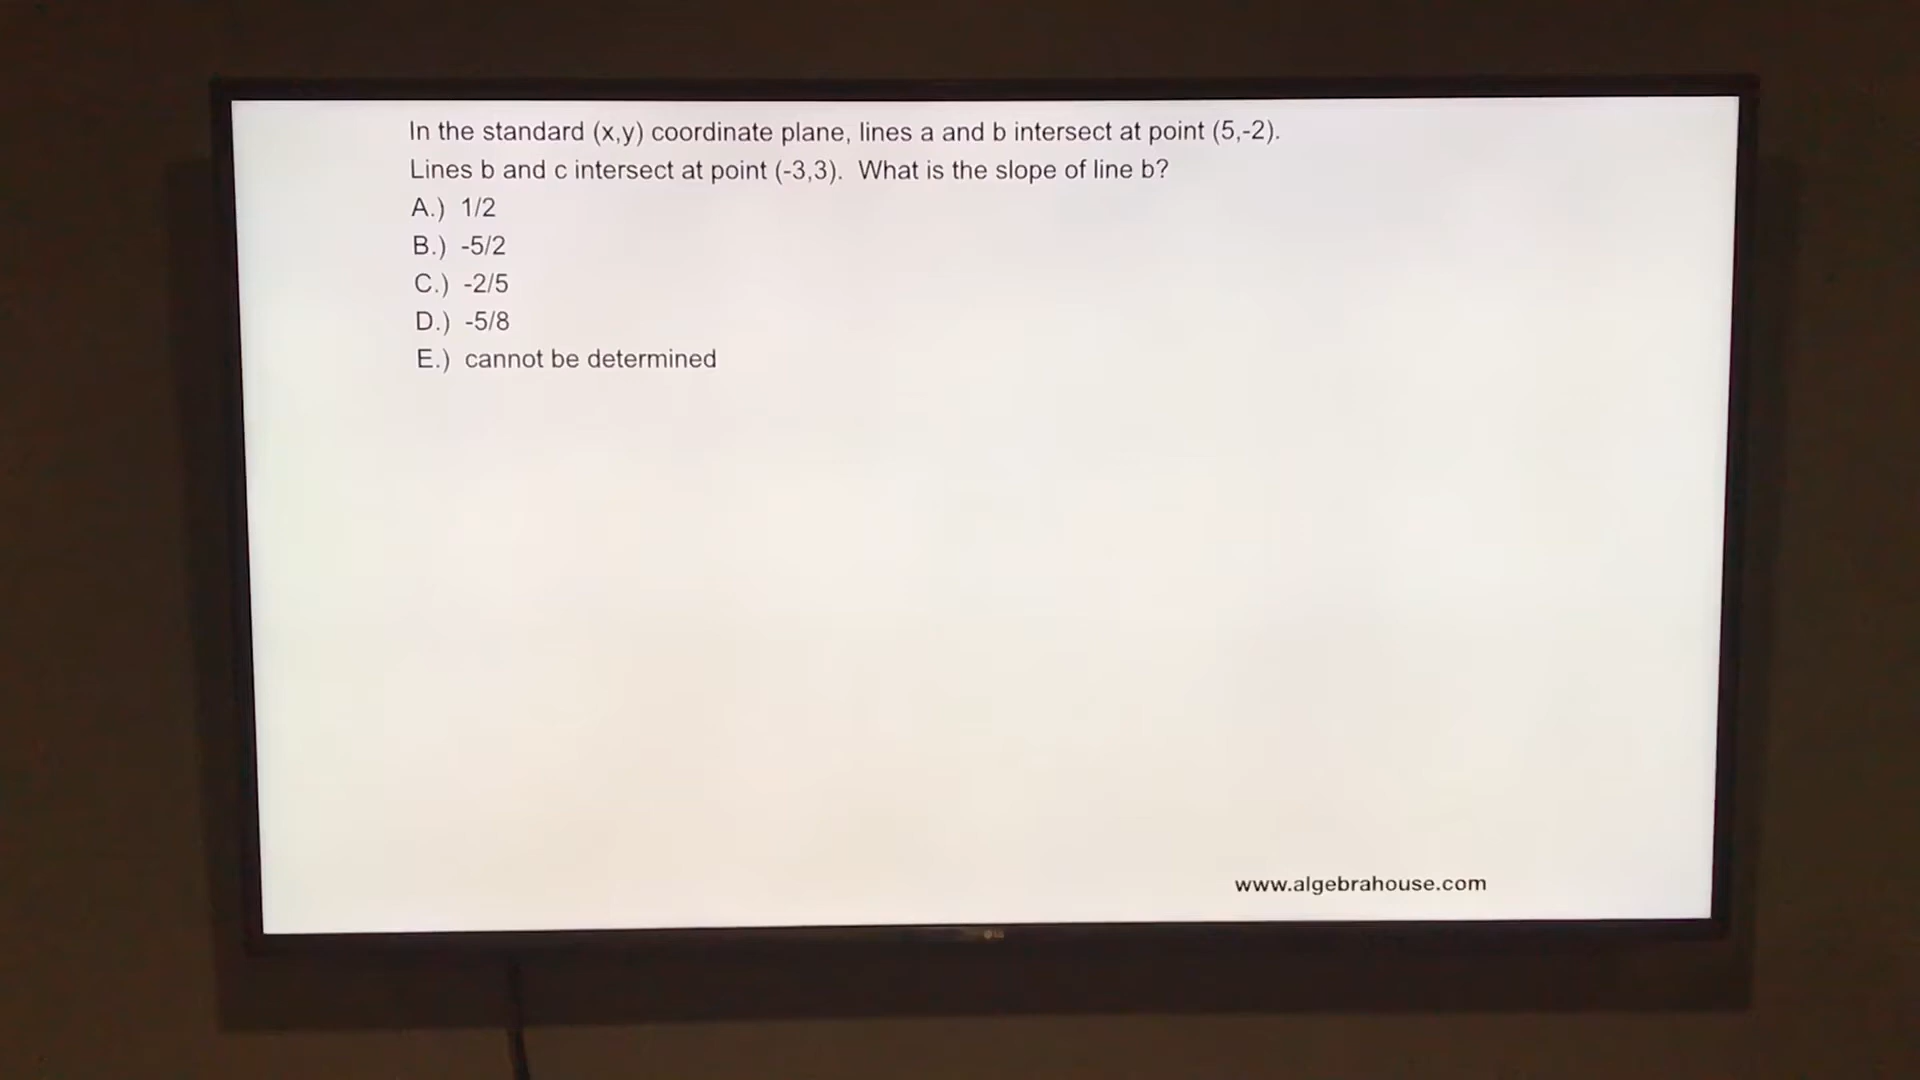 In the standard (x,y) coordinate plane, lines a and b intersect at point (5,-2).
Lines b and c intersect at point (-3,3).  What is the slope of line b?
A.)  1/2
B.)  -5/2
C.)  -2/5
D.)  -5/8
E.)  cannot be determined
www.algebrahouse.com
LG